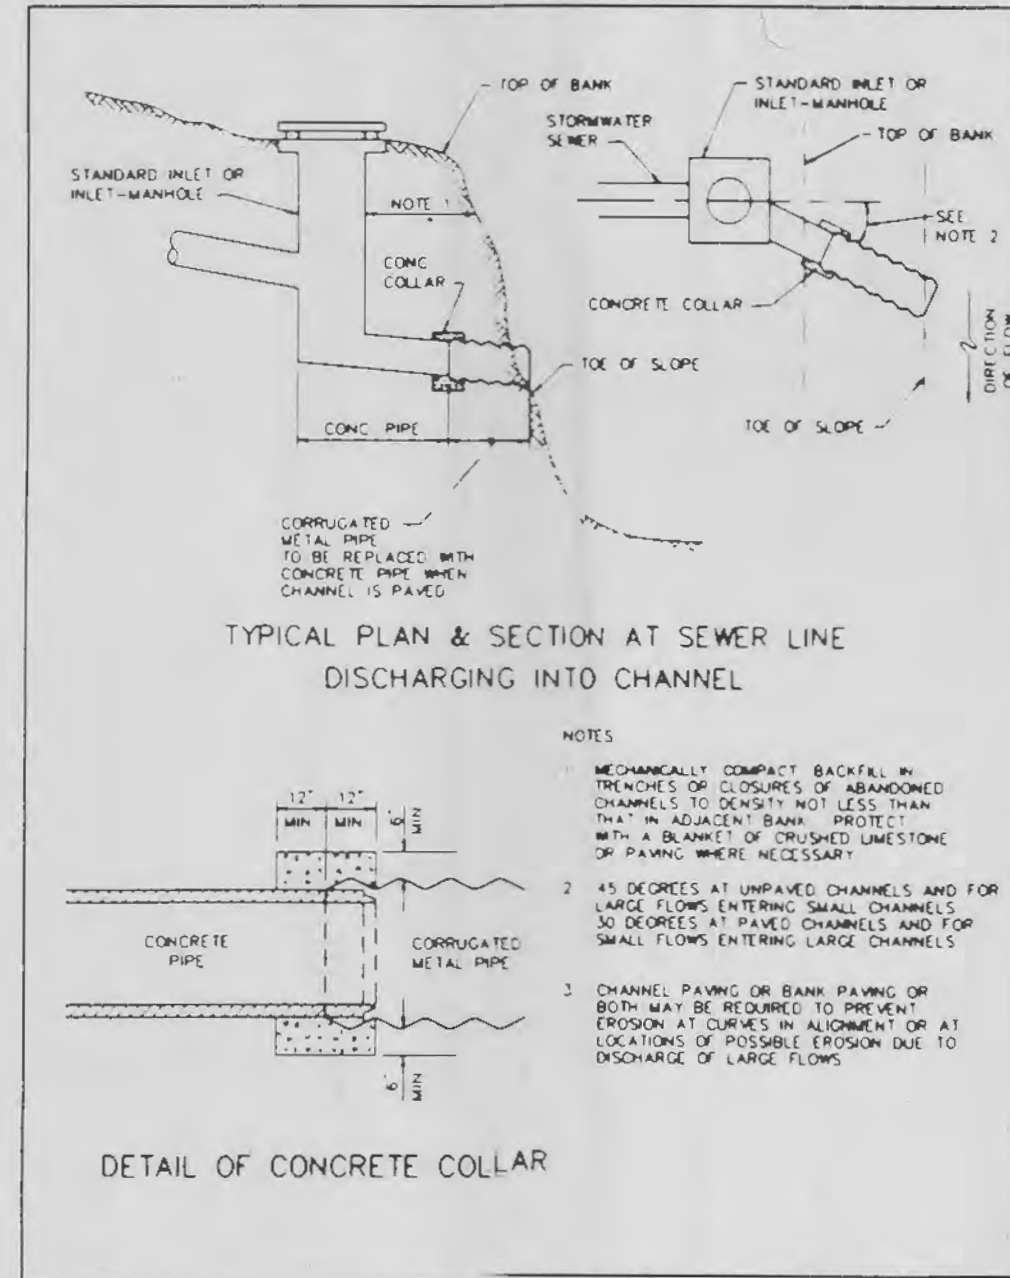 TOP OF BANK
STANDARD INLET OR
INLET-MANHOLE
NOTE 1
CONC
COLLAR
TOE OF SLOPE
CONC PIPE
CORRUGATED
METAL PIPE
TO BE REPLACED WITH
CONCRETE PIPE WHEN
CHANNEL IS PAVED
STORMWATER
SEWER
STANDARD INLET OR
INLET-MANHOLE
TOP OF BANK
SEE
NOTE 2
CONCRETE COLLAR
DIRECTION
OF FLOW
TOE OF SLOPE
TYPICAL PLAN & SECTION AT SEWER LINE
DISCHARGING INTO CHANNEL
12" 12"
MIN MIN
6" MIN
CONCRETE
PIPE
CORRUGATED
METAL PIPE
6" MIN
DETAIL OF CONCRETE COLLAR
NOTES
MECHANICALLY COMPACT BACKFILL IN
TRENCHES OR CLOSURES OF ABANDONED
CHANNELS TO DENSITY NOT LESS THAN
THAT IN ADJACENT BANK PROTECT
WITH A BLANKET OF CRUSHED LIMESTONE
OR PAVING WHERE NECESSARY
2 45 DEGREES AT UNPAVED CHANNELS AND FOR
LARGE FLOWS ENTERING SMALL CHANNELS
30 DEGREES AT PAVED CHANNELS AND FOR
SMALL FLOWS ENTERING LARGE CHANNELS
3 CHANNEL PAVING OR BANK PAVING OR
BOTH MAY BE REQUIRED TO PREVENT
EROSION AT CURVES IN ALIGNMENT OR AT
LOCATIONS OF POSSIBLE EROSION DUE TO
DISCHARGE OF LARGE FLOWS